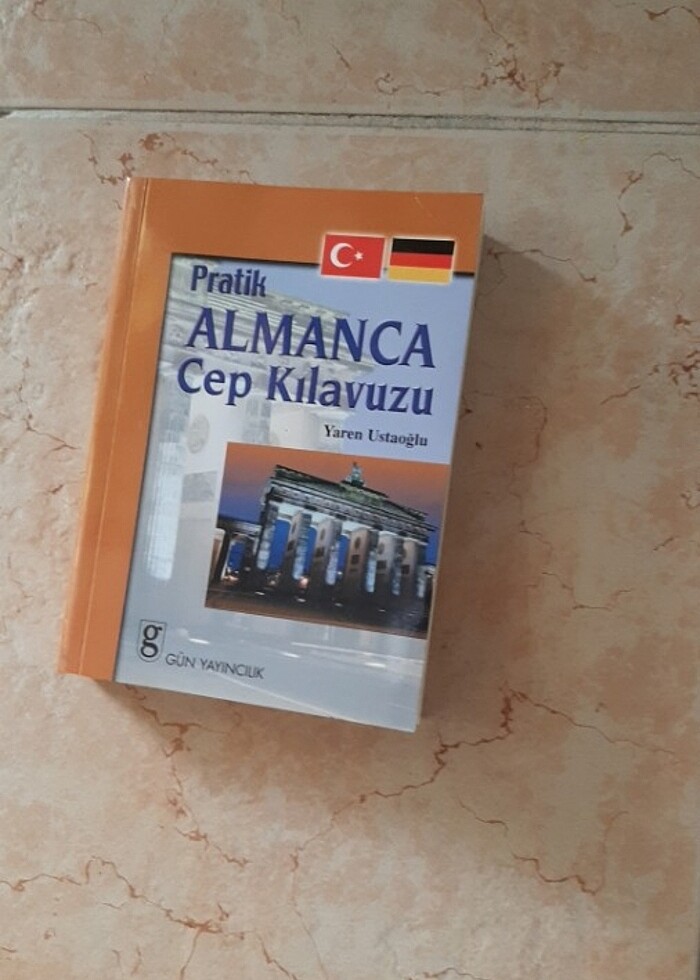 Pratik
ALMANCA
Cep Kılavuzu
Yaren Ustaoğlu
g
GÜN YAYINCILIK